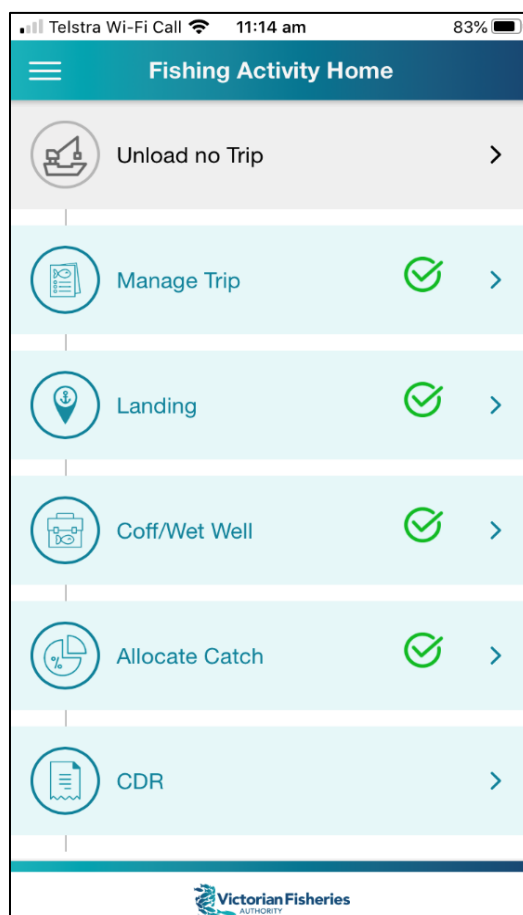 Telstra Wi-Fi Call 11:14 am 83%
Fishing Activity Home
Unload no Trip
Manage Trip
Landing
Coff/Wet Well
%
Allocate Catch
CDR
Victorian Fisheries
AUTHORITY